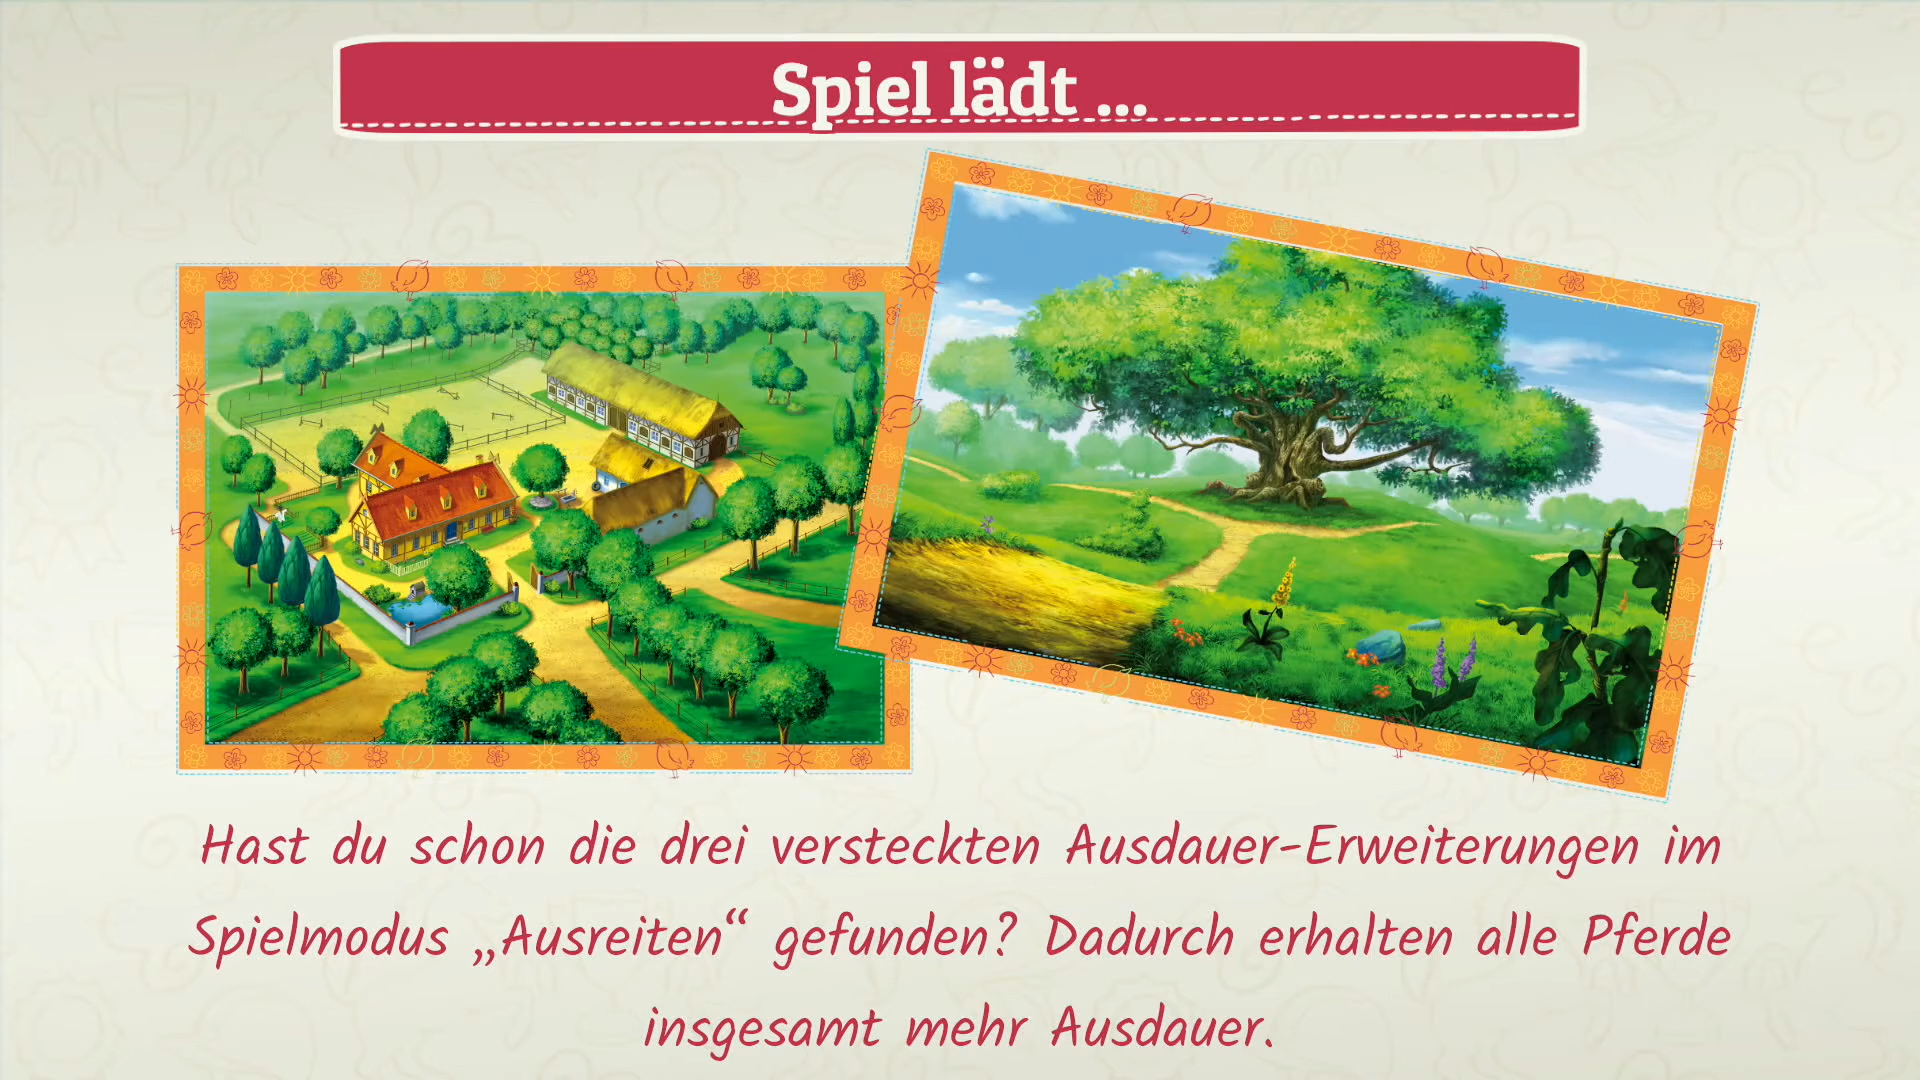 Spiel lädt ...
Hast du schon die drei versteckten Ausdauer-Erweiterungen im
Spielmodus „Ausreiten“ gefunden? Dadurch erhalten alle Pferde
insgesamt mehr Ausdauer.